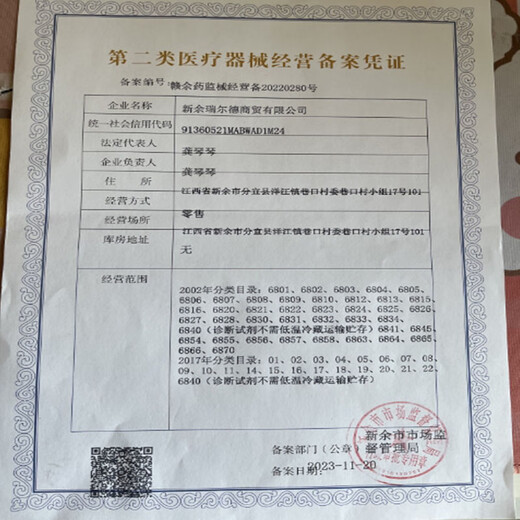 第二类医疗器械经营备案凭证
备案编号 赣余药监械经营备20220280号
企业名称 新余瑞尔德商贸有限公司
统一社会信用代码 91360521MABWAD1M24
法定代表人 龚琴琴
企业负责人 龚琴琴
住 所 江西省新余市分宜县洋江镇巷口村委巷口村小组17号101
经营方式 零售
经营场所 江西省新余市分宜县洋江镇巷口村委巷口村小组17号101
库房地址 无
经营范围
2002年分类目录：6801，6802，6803，6804，6805，
6806，6807，6808，6809，6810，6812，6813，6815，
6816，6820，6821，6822，6823，6824，6825，6826，
6827，6828，6830，6831，6832，6833，6834，
6840（诊断试剂不需低温冷藏运输贮存）6841，6845，
6854，6855，6856，6857，6858，6863，6864，6865，
6866，6870
2017年分类目录：01，02，03，04，05，06，07，08，
09，10，11，14，15，16，17，18，19，20，21，22，
6840（诊断试剂不需低温冷藏运输贮存）
备案部门（公章）：新余市市场监
督管理局
备案日期：2023-11-20